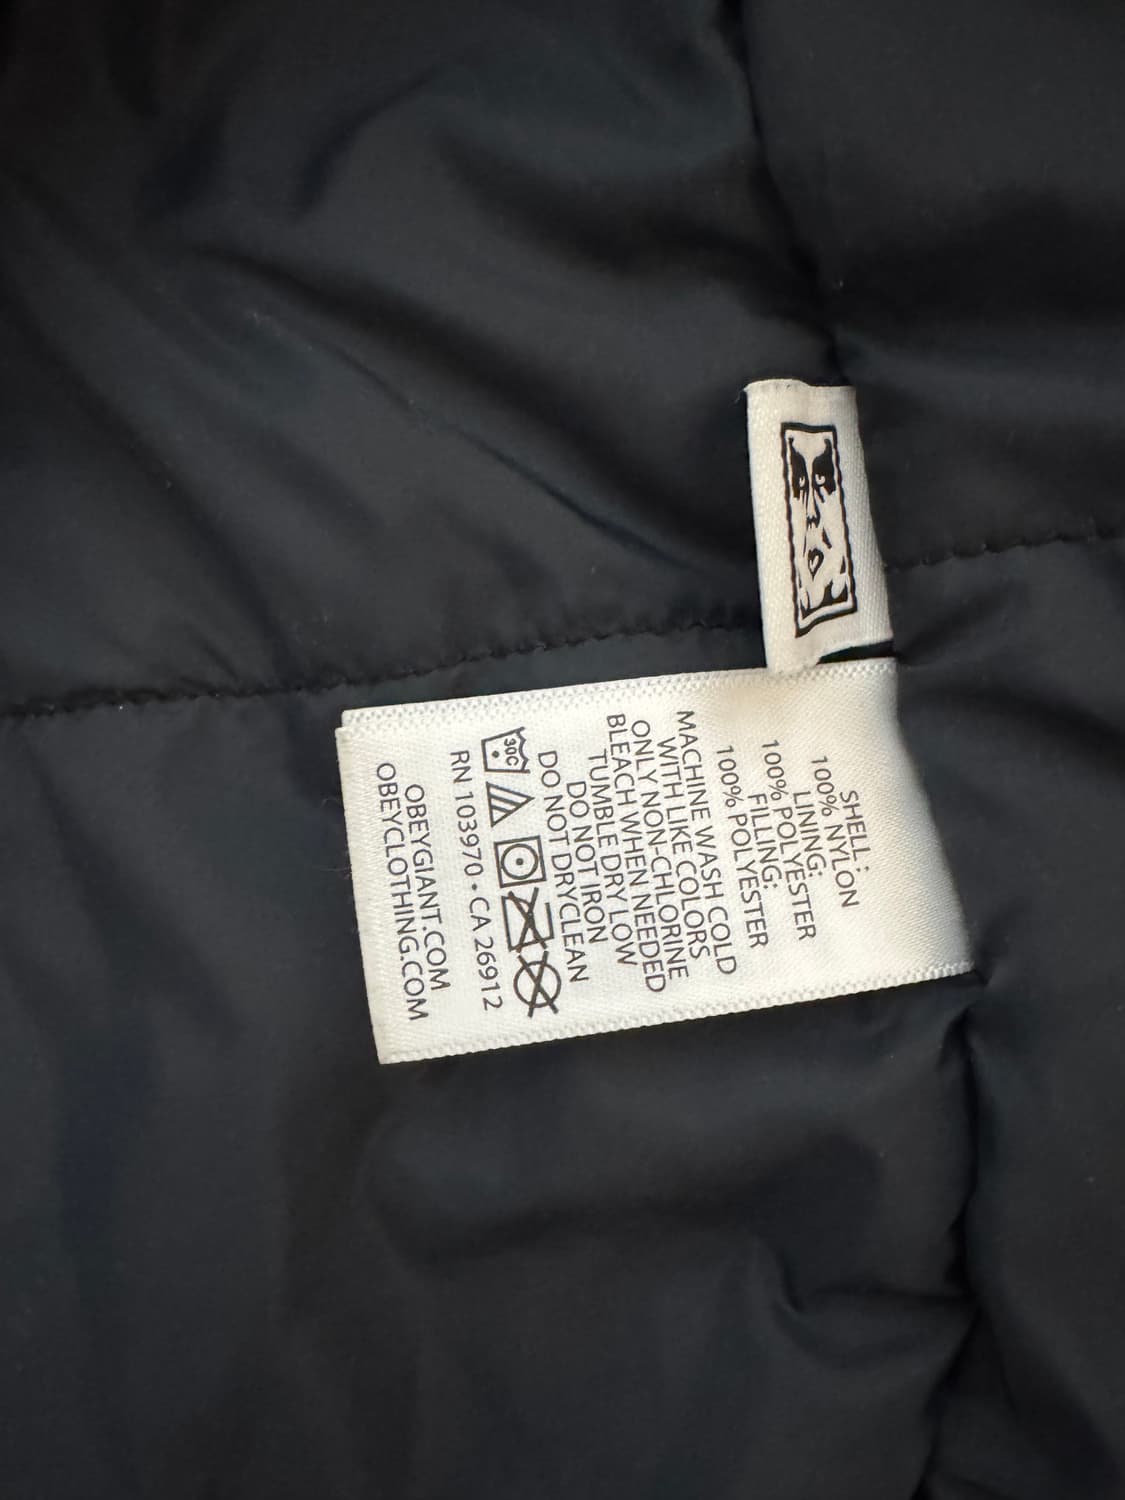 SHELL :
100% NYLON
LINING:
100% POLYESTER
FILLING:
100% POLYESTER
MACHINE WASH COLD
WITH LIKE COLORS
ONLY NON-CHLORINE
BLEACH WHEN NEEDED
TUMBLE DRY LOW
DO NOT IRON
DO NOT DRYCLEAN
30C
RN 103970 • CA 26912
OBEYGIANT.COM
OBEYCLOTHING.COM